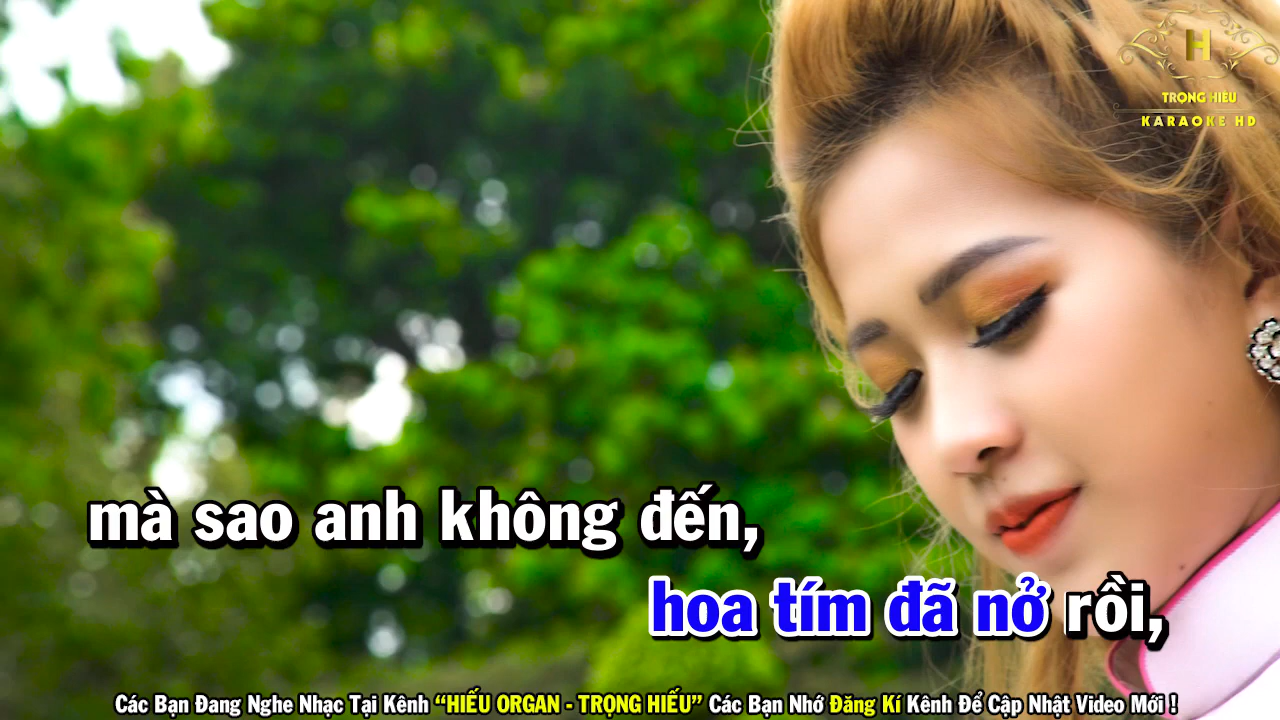 H
TRỌNG HIẾU
KARAOKE HD
mà sao anh không đến,
hoa tím đã nở rồi,
Các Bạn Đang Nghe Nhạc Tại Kênh “HIẾU ORGAN - TRỌNG HIẾU” Các Bạn Nhớ Đăng Kí Kênh Để Cập Nhật Video Mới !